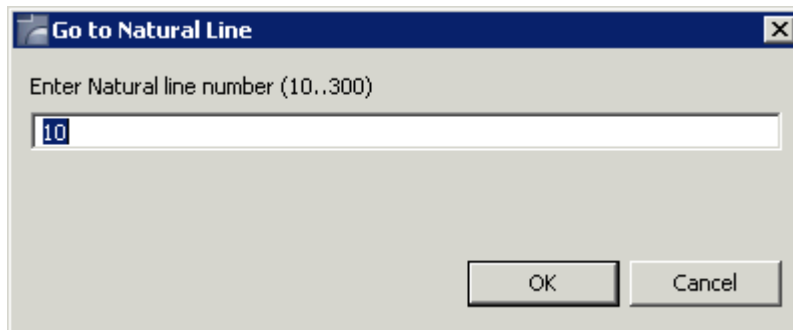 Go to Natural Line
Enter Natural line number (10..300)
10
OK
Cancel